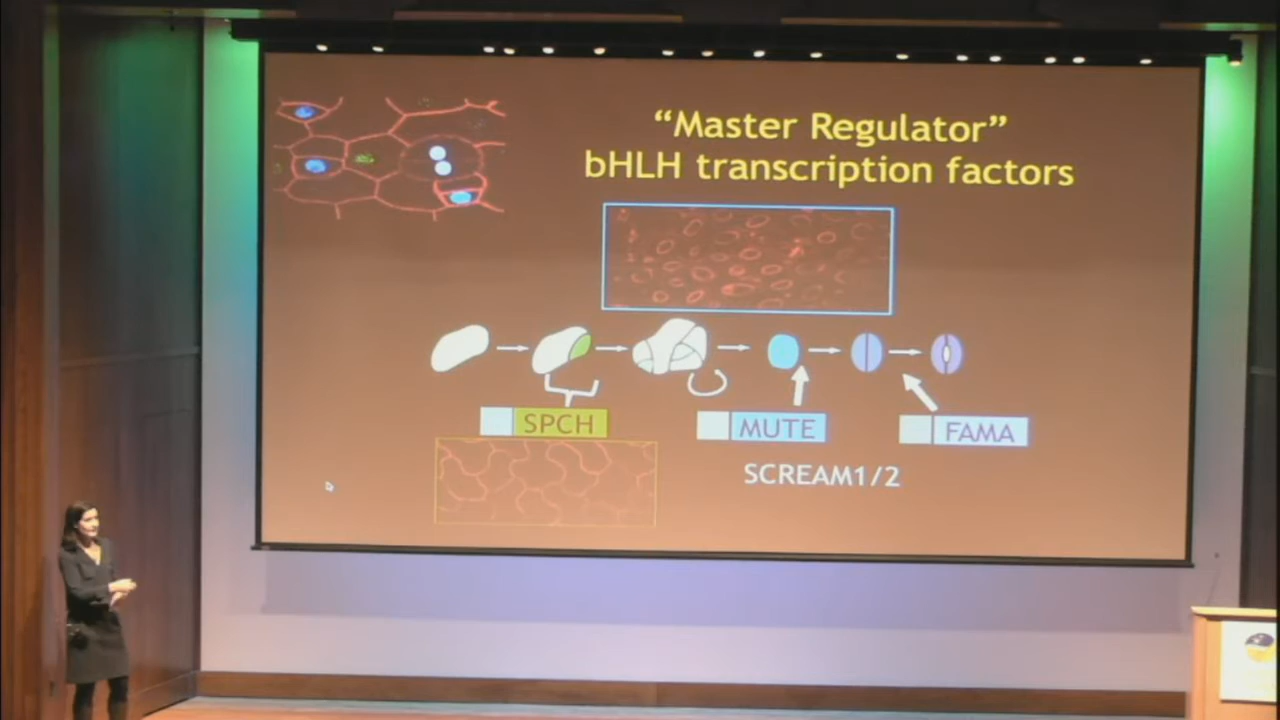 “Master Regulator”
bHLH transcription factors
SPCH
MUTE
FAMA
SCREAM1/2